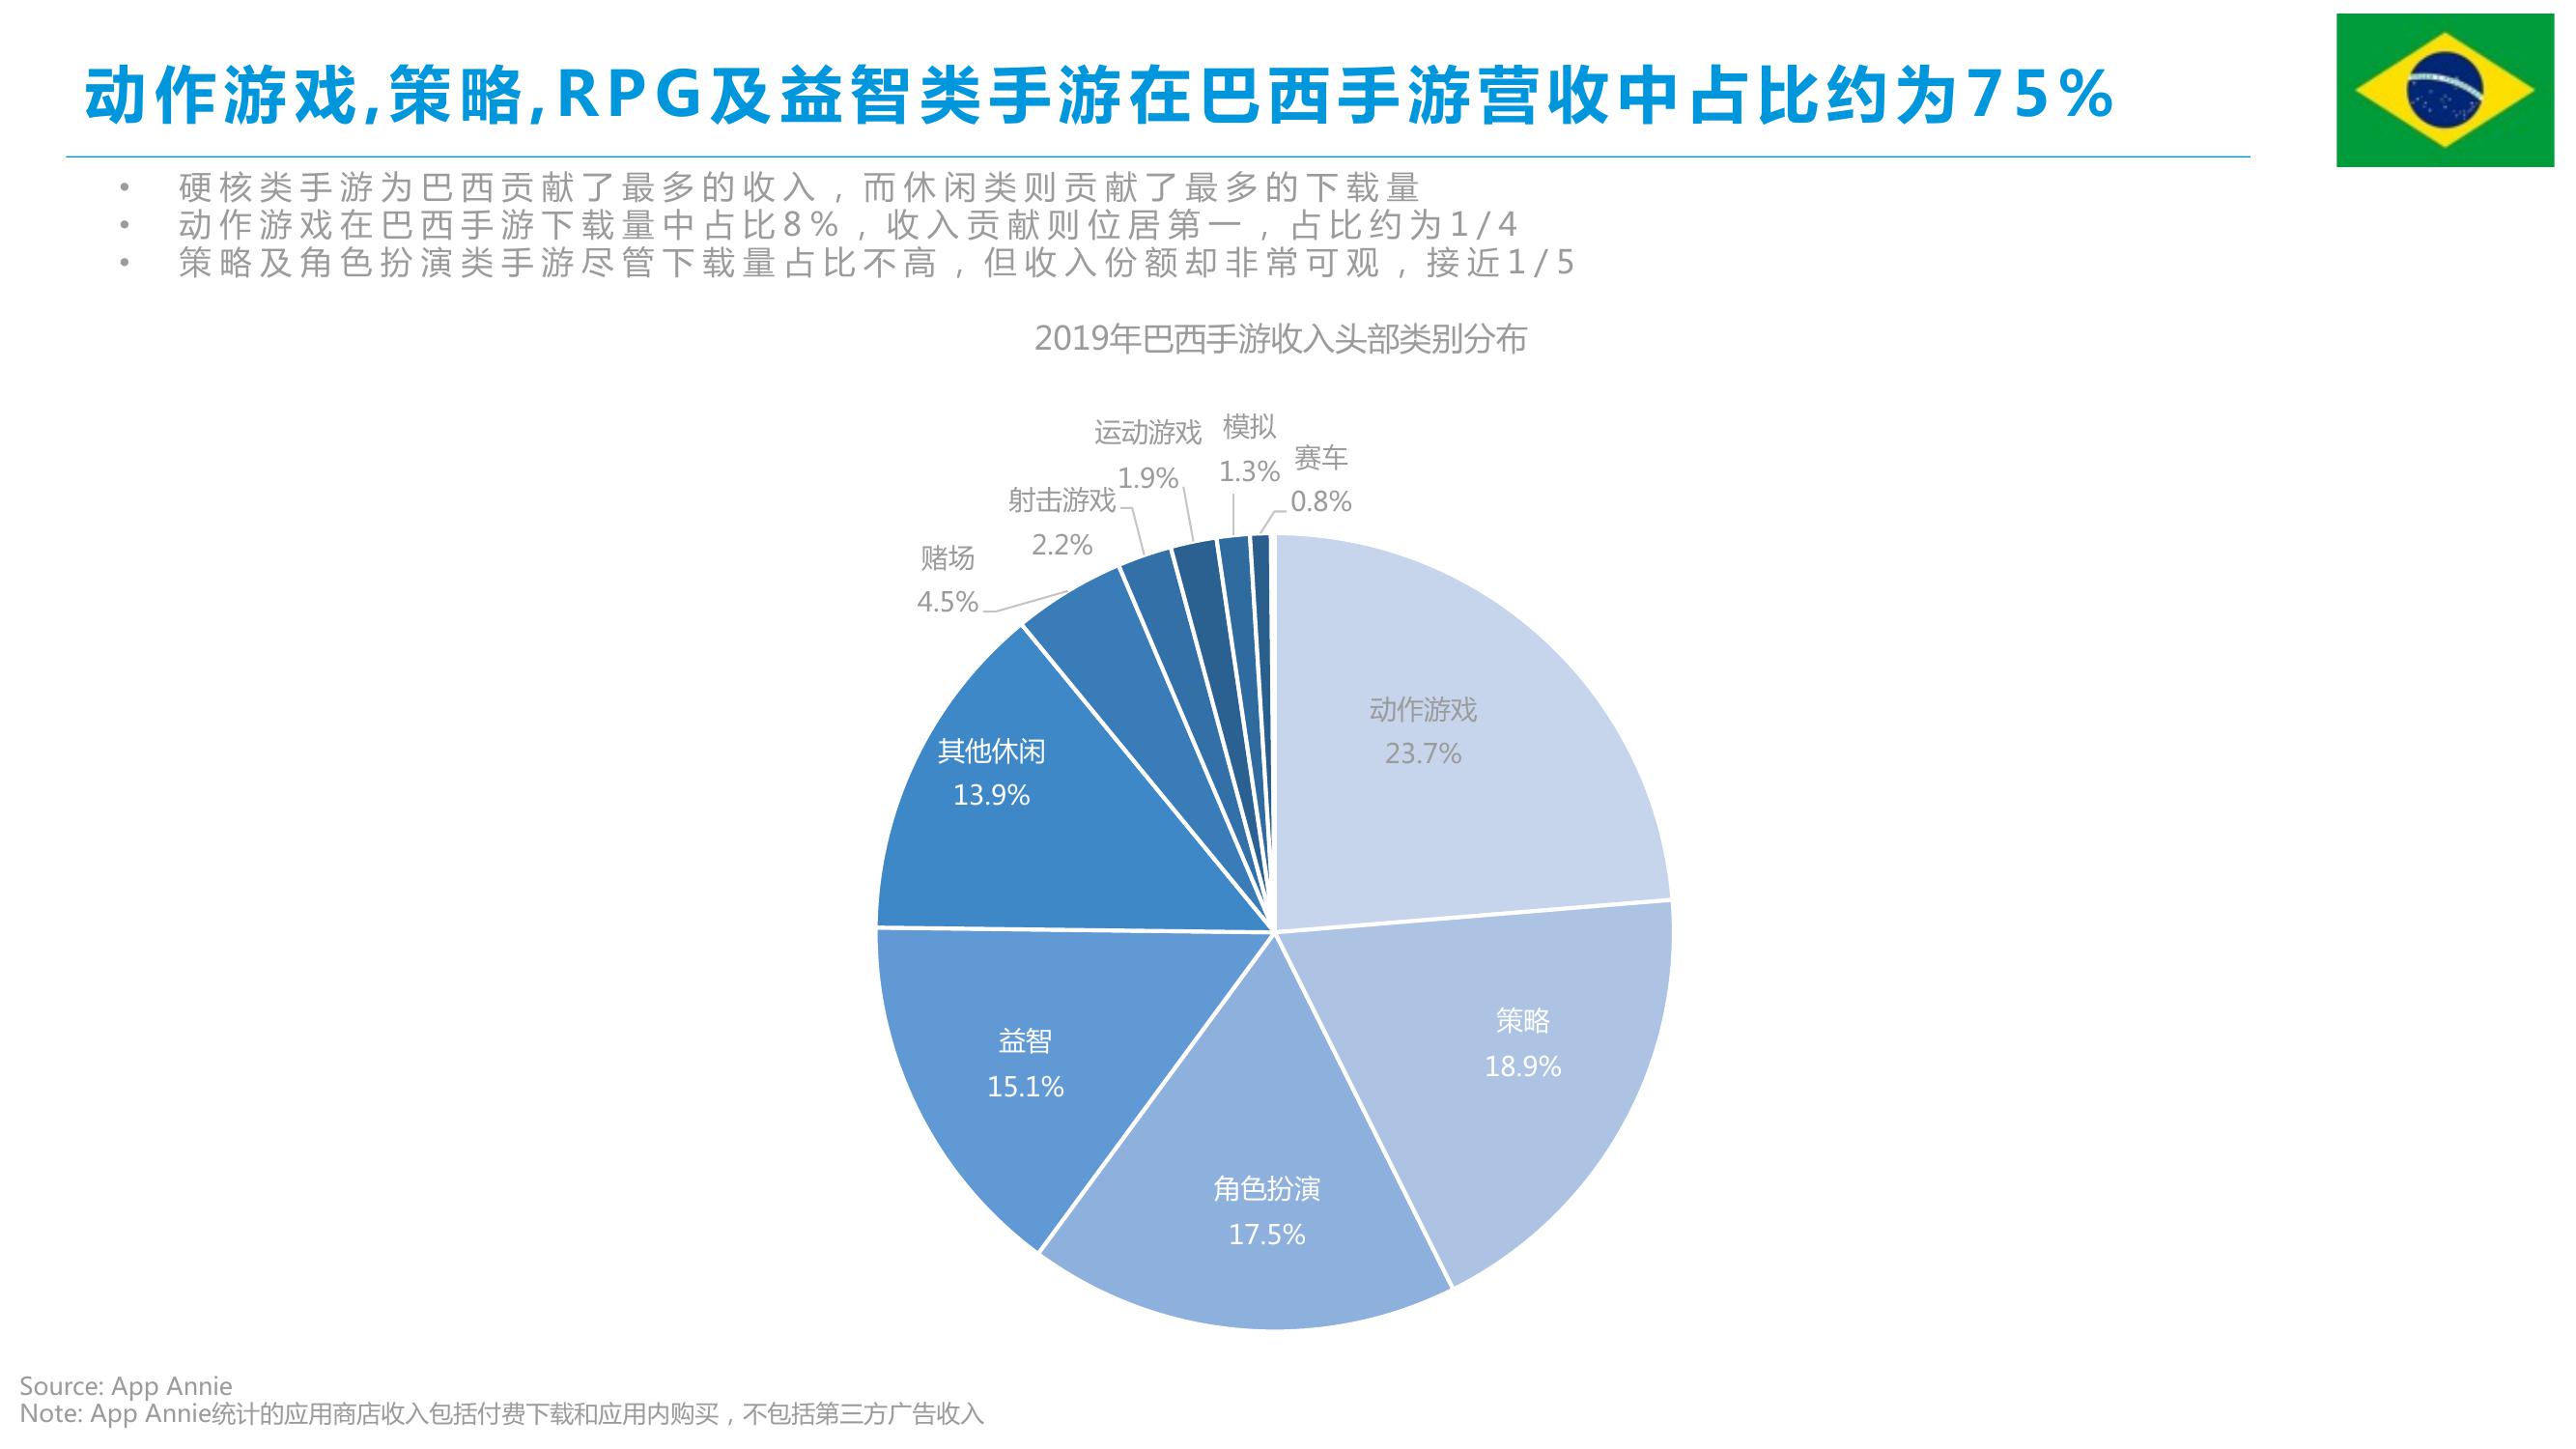 动作游戏,策略,RPG及益智类手游在巴西手游营收中占比约为75%
• 硬核类手游为巴西贡献了最多的收入，而休闲类则贡献了最多的下载量
• 动作游戏在巴西手游下载量中占比8%，收入贡献则位居第一，占比约为1/4
• 策略及角色扮演类手游尽管下载量占比不高，但收入份额却非常可观，接近1/5
2019年巴西手游收入头部类别分布
动作游戏
23.7%
策略
18.9%
角色扮演
17.5%
益智
15.1%
其他休闲
13.9%
赌场
4.5%
射击游戏
2.2%
运动游戏
1.9%
模拟
1.3%
赛车
0.8%
Source: App Annie
Note: App Annie统计的应用商店收入包括付费下载和应用内购买，不包括第三方广告收入